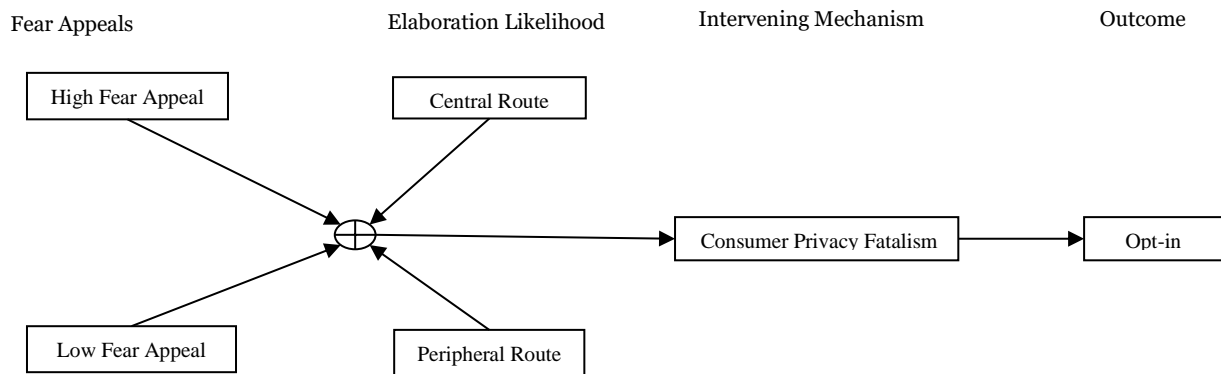 Fear Appeals
Elaboration Likelihood
Intervening Mechanism
Outcome
High Fear Appeal
Central Route
Consumer Privacy Fatalism
Opt-in
Low Fear Appeal
Peripheral Route